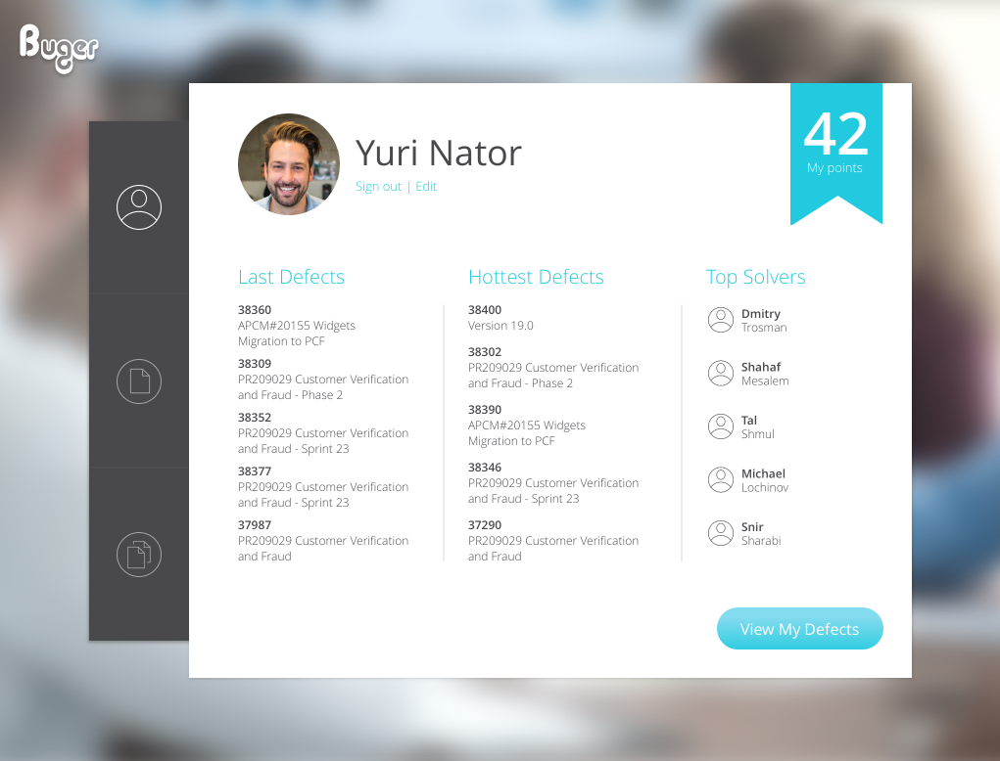 Buger
42
My points
Yuri Nator
Sign out | Edit
Last Defects
38360
APCM#20155 Widgets
Migration to PCF
38309
PR209029 Customer Verification
and Fraud - Phase 2
38352
PR209029 Customer Verification
and Fraud - Sprint 23
38377
PR209029 Customer Verification
and Fraud - Sprint 23
37987
PR209029 Customer Verification
and Fraud
Hottest Defects
38400
Version 19.0
38302
PR209029 Customer Verification
and Fraud - Phase 2
38390
APCM#20155 Widgets
Migration to PCF
38346
PR209029 Customer Verification
and Fraud - Sprint 23
37290
PR209029 Customer Verification
and Fraud
Top Solvers
Dmitry
Trosman
Shahaf
Mesalem
Tal
Shmul
Michael
Lochinov
Snir
Sharabi
View My Defects